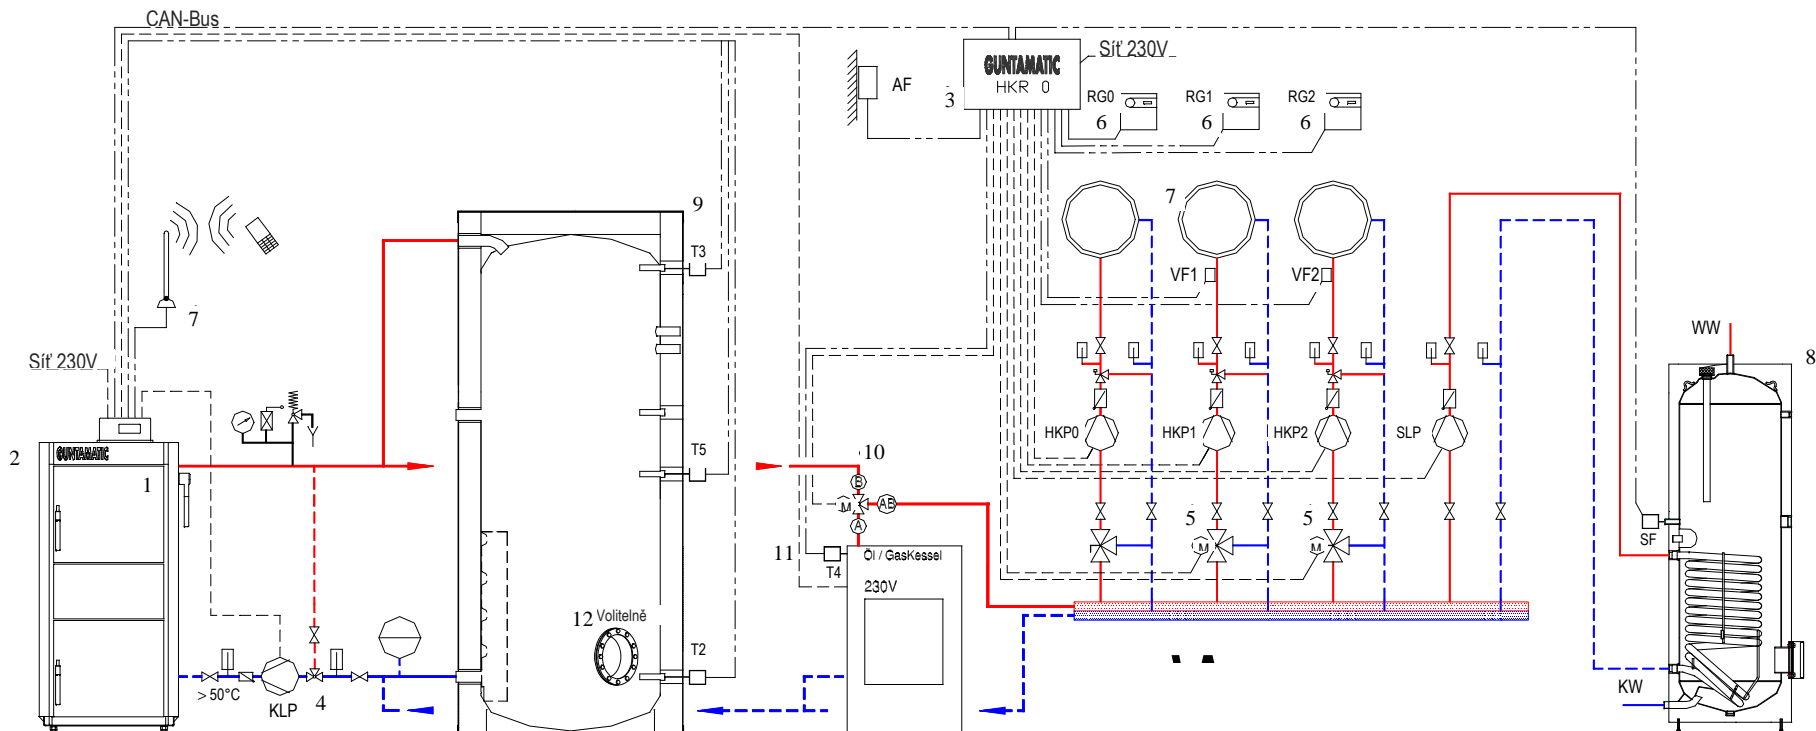 CAN-Bus
Síť 230V
GUNTAMATIC
HKR 0
AF
3
RG0
RG1
RG2
6
6
6
9
7
T3
VF1
VF2
7
WW
8
Síť 230V
HKP0
HKP1
HKP2
SLP
2
GUNTAMATIC
1
T5
10
B
M
AE
A
5
5
M
M
SF
11
T4
Öl / GasKessel
230V
12 Volitelně
T2
> 50°C
KLP
4
KW